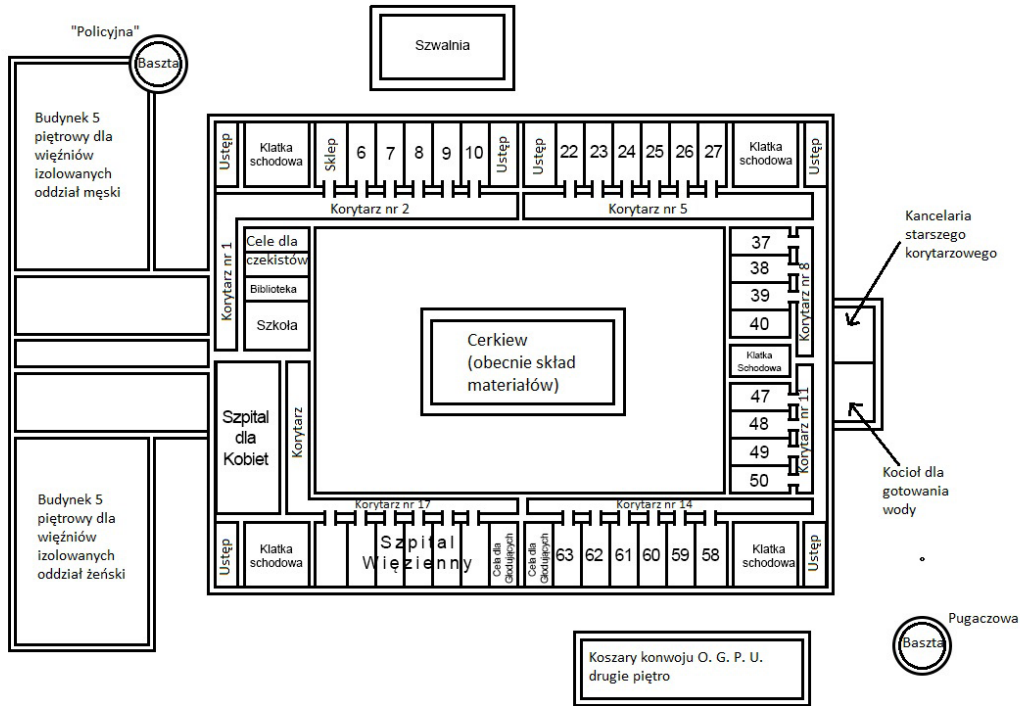 "Policyjna"
Baszta
Szwalnia
Budynek 5
piętrowy dla
więźniów
izolowanych
oddział męski
Ustęp
Klatka
schodowa
Sklep
6
7
8
9
10
Ustęp
Ustęp
22
23
24
25
26
27
Klatka
schodowa
Ustęp
Korytarz nr 2
Korytarz nr 5
Korytarz nr 1
Cele dla
czekistów
Biblioteka
Szkoła
37
38
39
40
Korytarz nr 8
Kancelaria
starszego
korytarzowego
Cerkiew
(obecnie skład
materiałów)
Klatka
Schodowa
Szpital
dla
Kobiet
Korytarz
47
48
49
50
Korytarz nr 11
Kocioł dla
gotowania
wody
Korytarz nr 17
Korytarz nr 14
Budynek 5
piętrowy dla
więźniów
izolowanych
oddział żeński
Ustęp
Klatka
schodowa
Szpital
Więzienny
Cela dla
Głodujących
Cela dla
Głodujących
63
62
61
60
59
58
Klatka
schodowa
Ustęp
Pugaczowa
Baszta
Koszary konwoju O. G. P. U.
drugie piętro